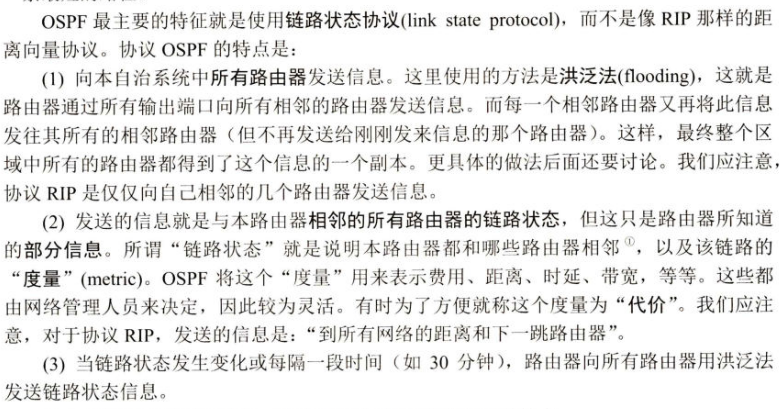 OSPF 最主要的特征就是使用链路状态协议(link state protocol)，而不是像 RIP 那样的距
离向量协议。协议 OSPF 的特点是：
(1) 向本自治系统中所有路由器发送信息。这里使用的方法是洪泛法(flooding)，这就是
路由器通过所有输出端口向所有相邻的路由器发送信息。而每一个相邻路由器又再将此信息
发往其所有的相邻路由器（但不再发送给刚刚发来信息的那个路由器）。这样，最终整个区
域中所有的路由器都得到了这个信息的一个副本。更具体的做法后面还要讨论。我们应注意，
协议 RIP 是仅仅向自己相邻的几个路由器发送信息。
(2) 发送的信息就是与本路由器相邻的所有路由器的链路状态，但这只是路由器所知道
的部分信息。所谓“链路状态”就是说明本路由器都和哪些路由器相邻①，以及该链路的
“度量”(metric)。OSPF 将这个“度量”用来表示费用、距离、时延、带宽，等等。这些都
由网络管理人员来决定，因此较为灵活。有时为了方便就称这个度量为“代价”。我们应注
意，对于协议 RIP，发送的信息是：“到所有网络的距离和下一跳路由器”。
(3) 当链路状态发生变化或每隔一段时间（如 30 分钟），路由器向所有路由器用洪泛法
发送链路状态信息。